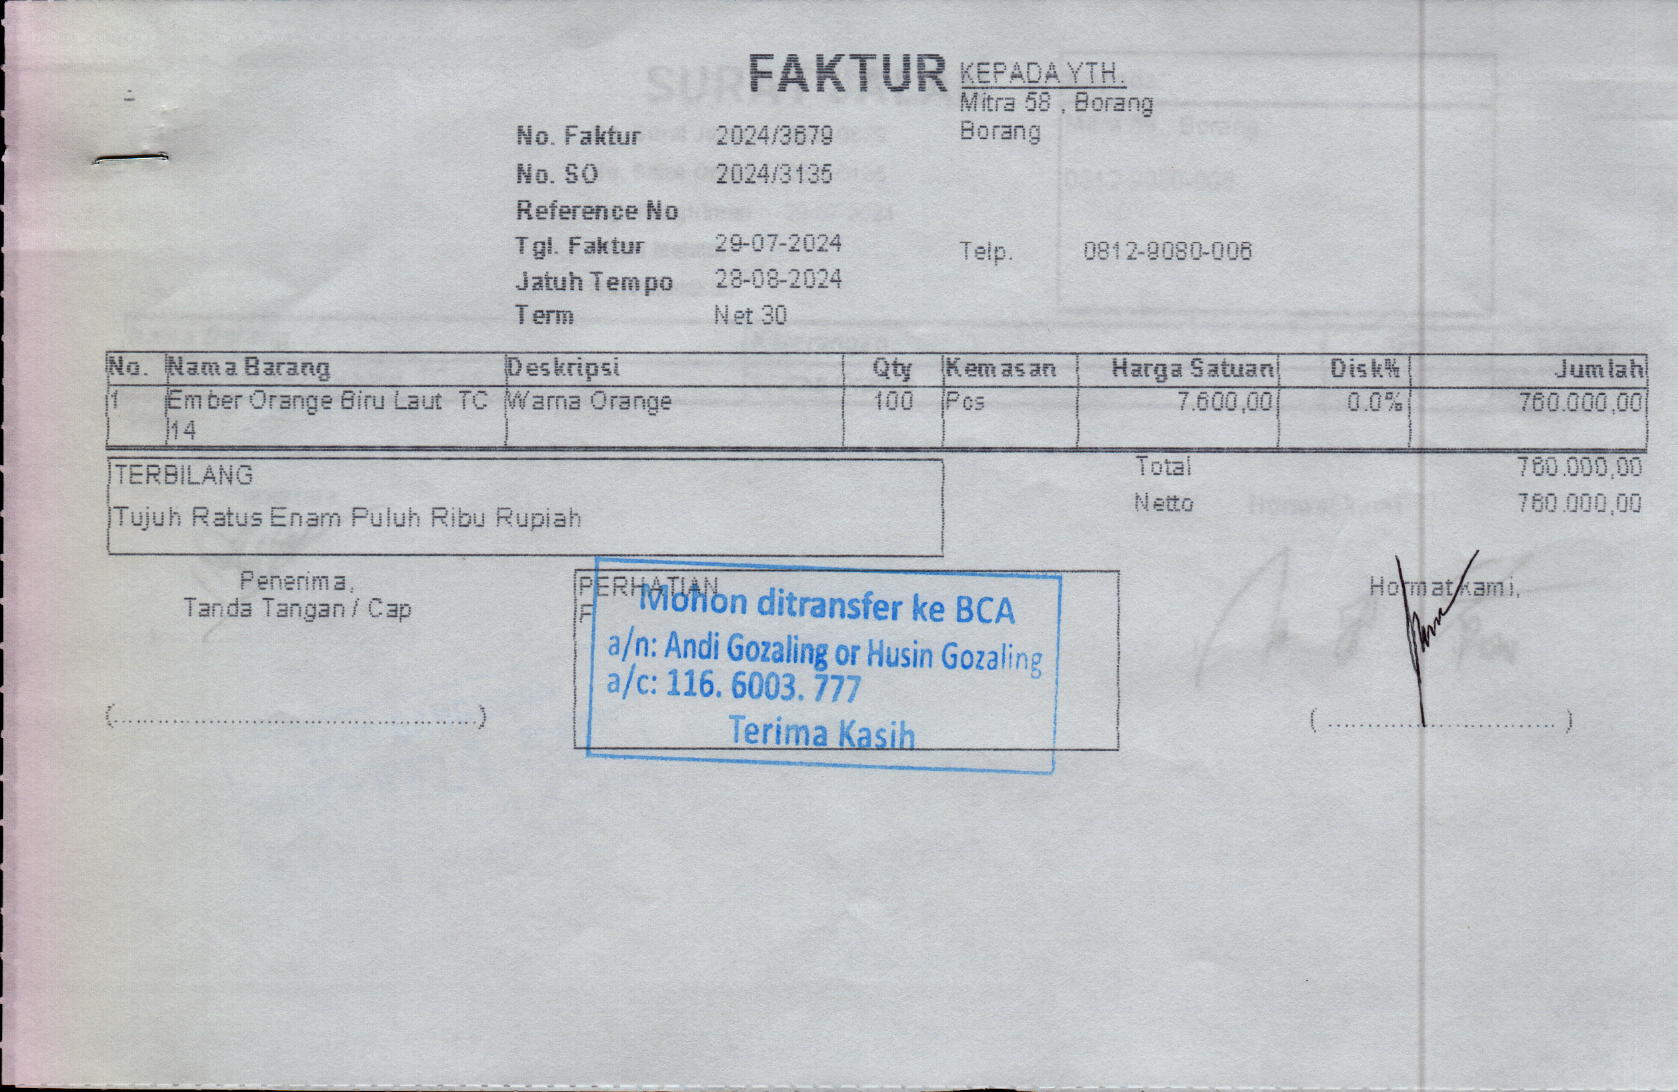 FAKTUR
KEPADA YTH.
Mitra 58 , Borang
Borang
No. Faktur 2024/3679
No. SO 2024/3135
Reference No
Tgl. Faktur 29-07-2024
Telp. 0812-9080-006
Jatuh Tempo 28-08-2024
Term Net 30
No. Nama Barang Deskripsi Qty Kemasan Harga Satuan Disk% Jumlah
1 Ember Orange Biru Laut TC Warna Orange 100 Pcs 7.600,00 0.0% 760.000,00
14
TERBILANG
Total 760.000,00
Netto 760.000,00
Tujuh Ratus Enam Puluh Ribu Rupiah
Penerima,
Tanda Tangan / Cap
(................................................)
PERHATIAN
Mohon ditransfer ke BCA
a/n: Andi Gozaling or Husin Gozaling
a/c: 116. 6003. 777
Terima Kasih
Hormat kami,
( .............................. )